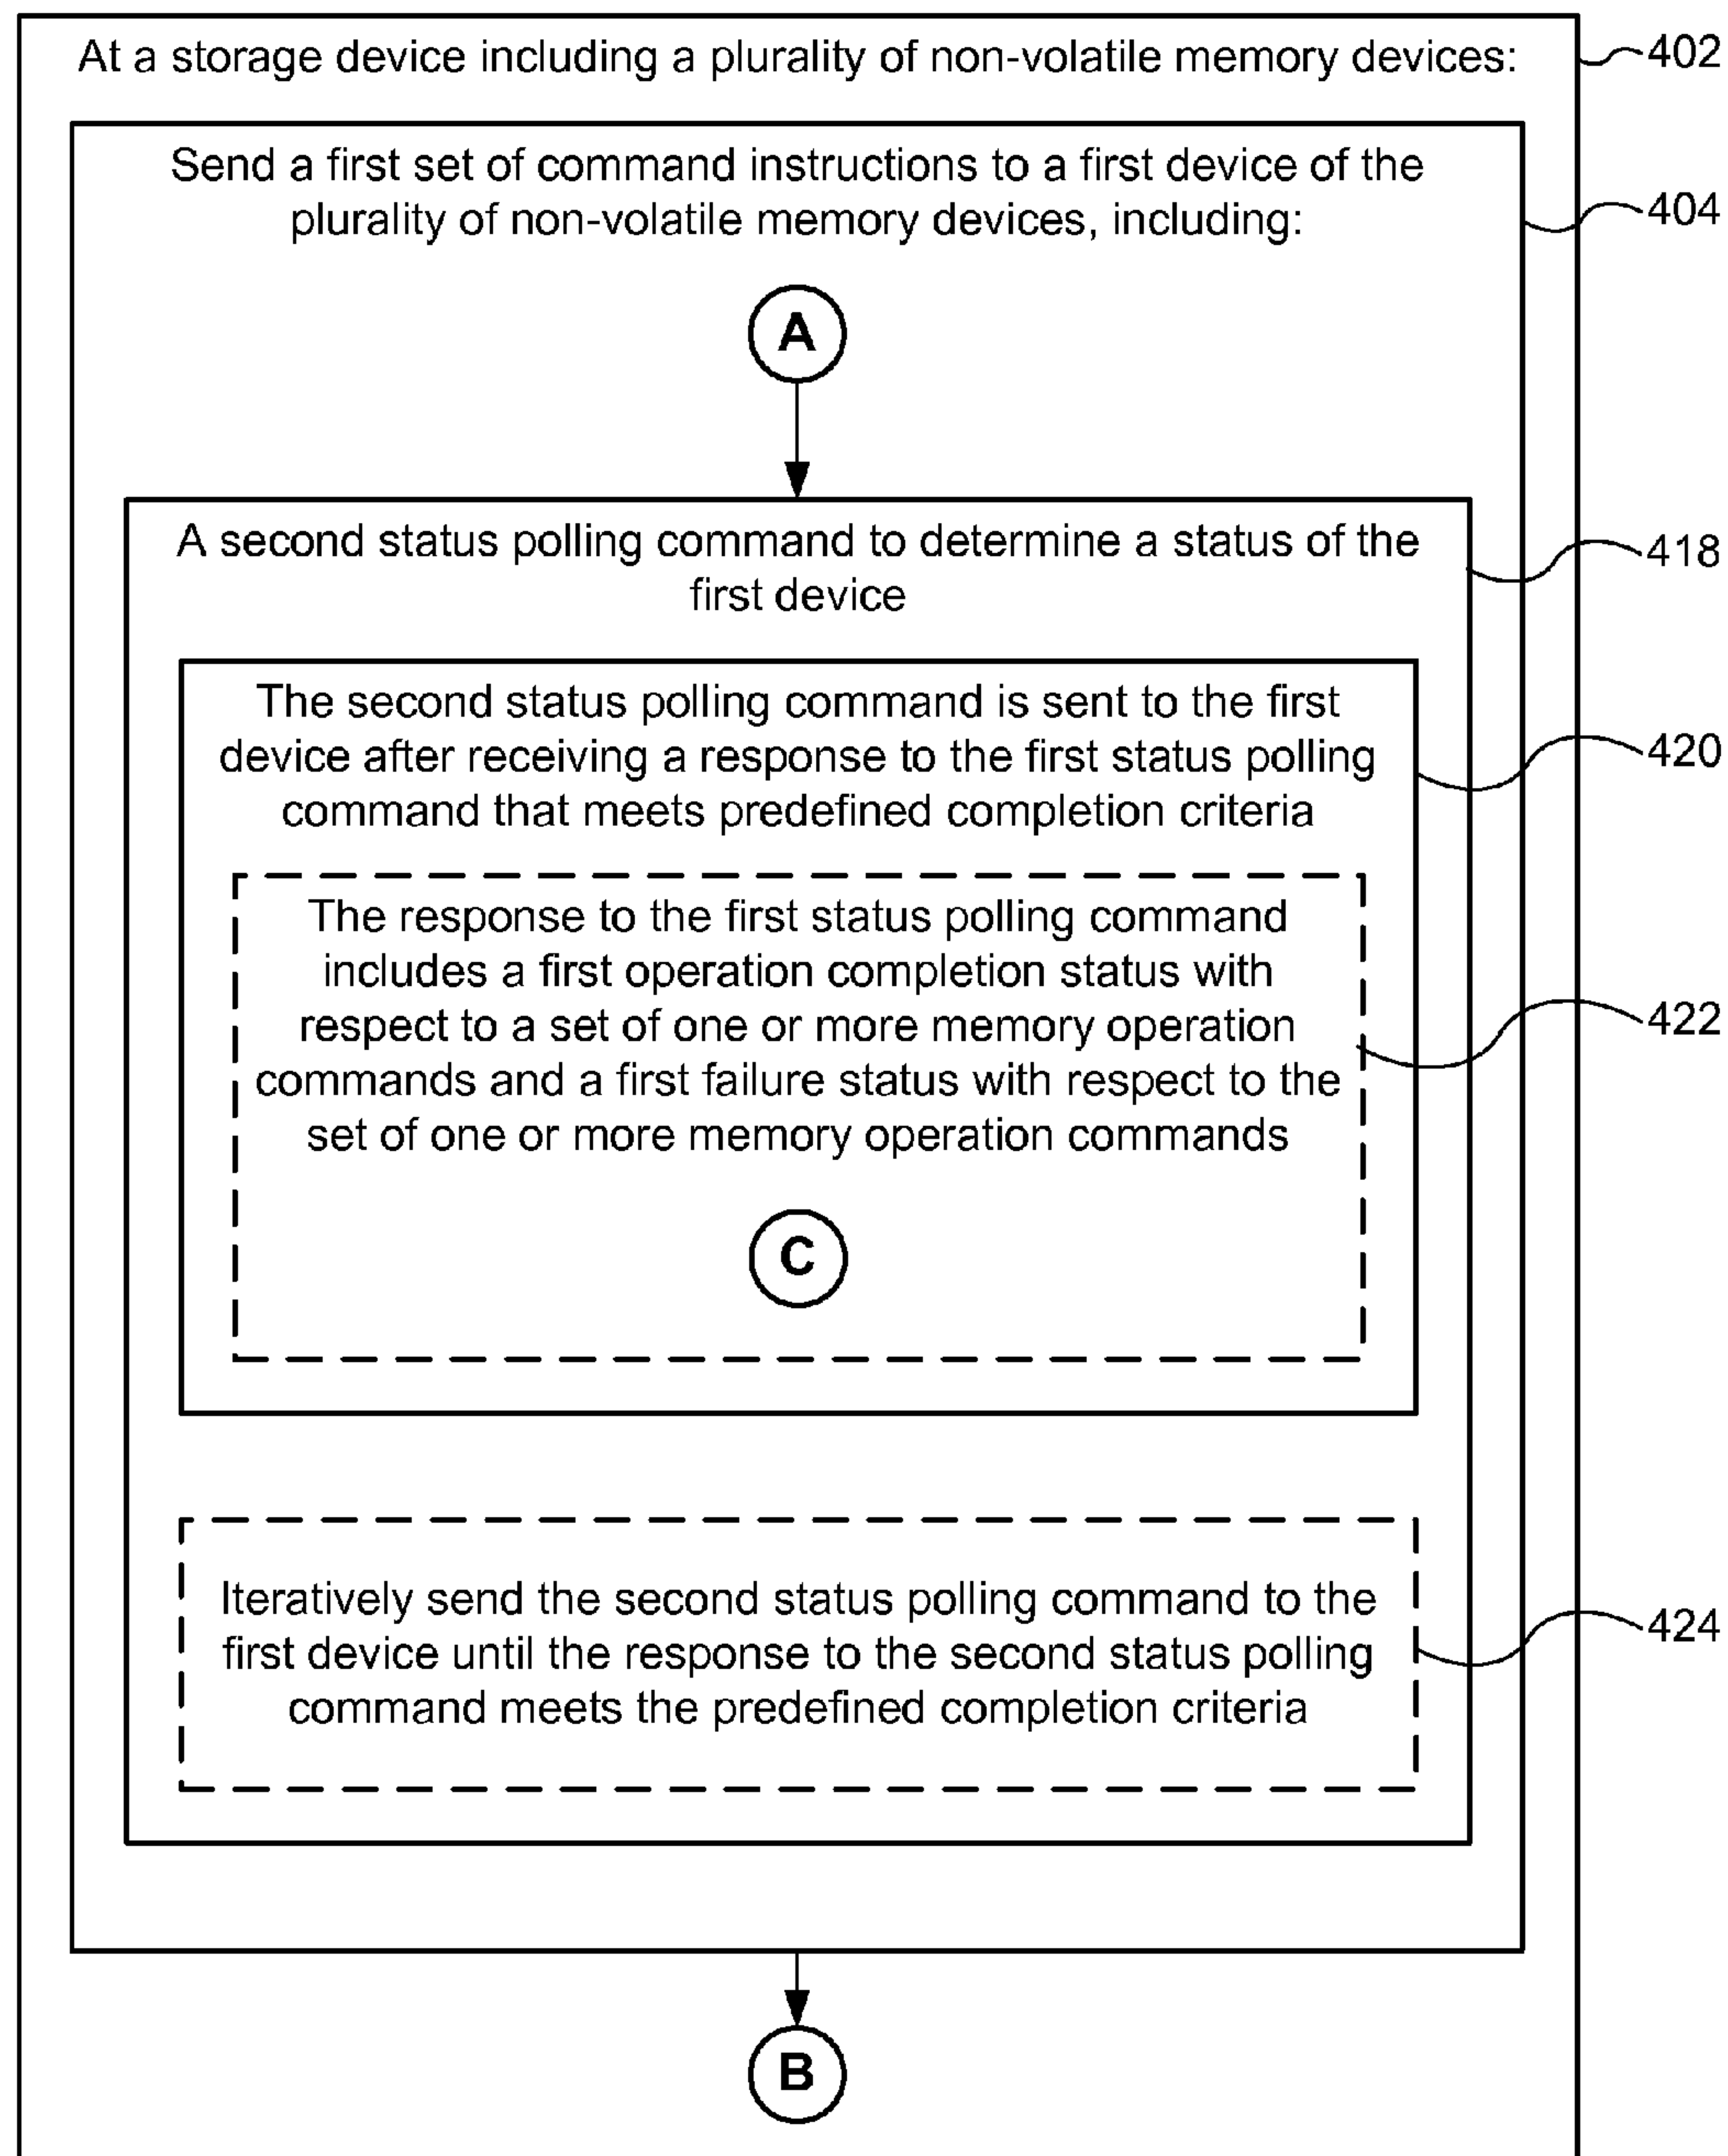 At a storage device including a plurality of non-volatile memory devices:
402
Send a first set of command instructions to a first device of the
plurality of non-volatile memory devices, including:
404
A
A second status polling command to determine a status of the
first device
418
The second status polling command is sent to the first
device after receiving a response to the first status polling
command that meets predefined completion criteria
420
The response to the first status polling command
includes a first operation completion status with
respect to a set of one or more memory operation
commands and a first failure status with respect to the
set of one or more memory operation commands
422
C
Iteratively send the second status polling command to the
first device until the response to the second status polling
command meets the predefined completion criteria
424
B